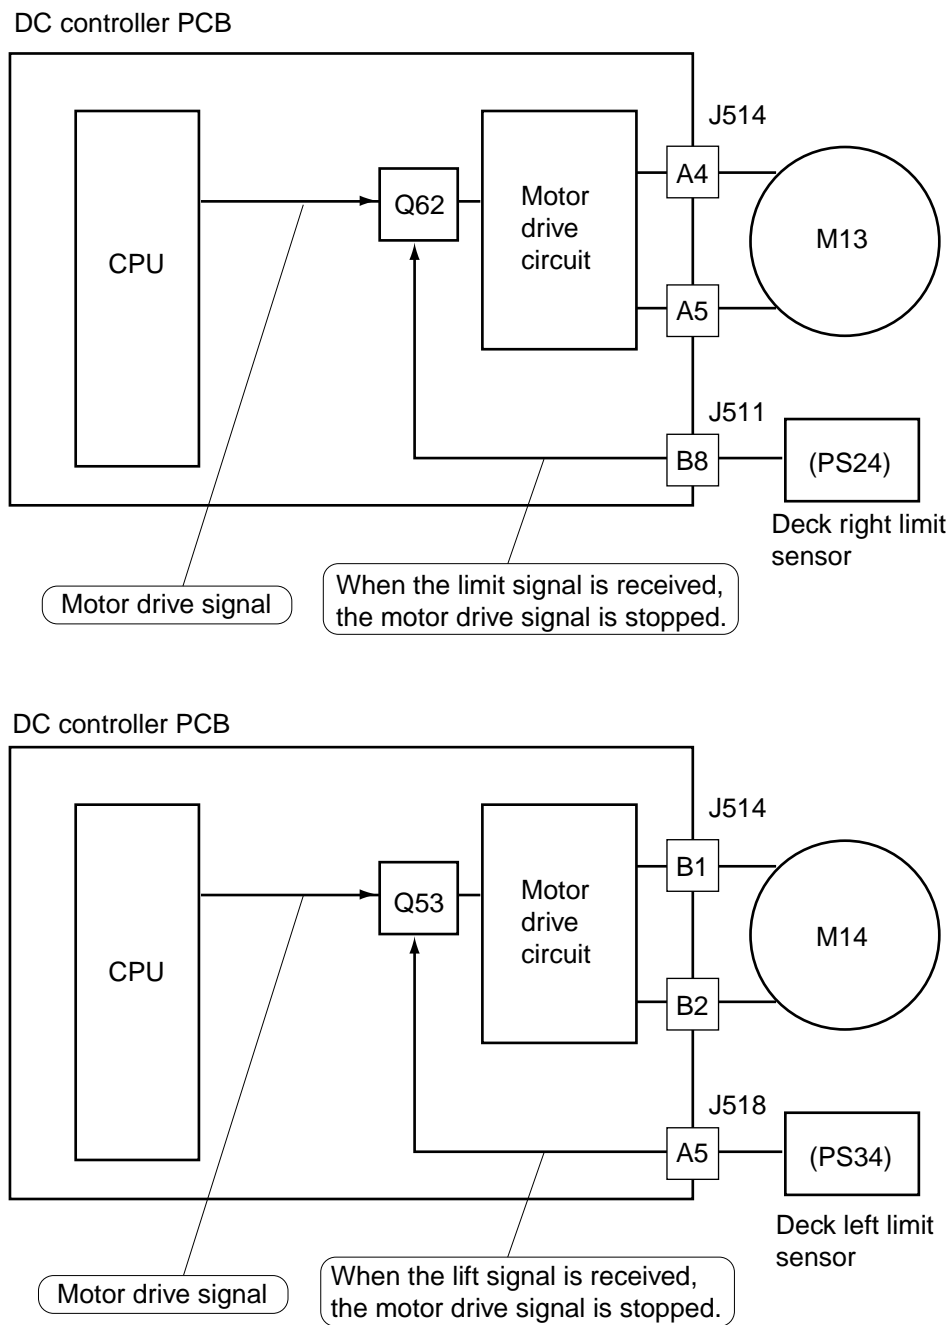 DC controller PCB
J514
A4
Q62
Motor
drive
circuit
M13
CPU
A5
J511
B8
(PS24)
Deck right limit
sensor
Motor drive signal
When the limit signal is received,
the motor drive signal is stopped.
DC controller PCB
J514
B1
Q53
Motor
drive
circuit
M14
CPU
B2
J518
A5
(PS34)
Deck left limit
sensor
Motor drive signal
When the lift signal is received,
the motor drive signal is stopped.